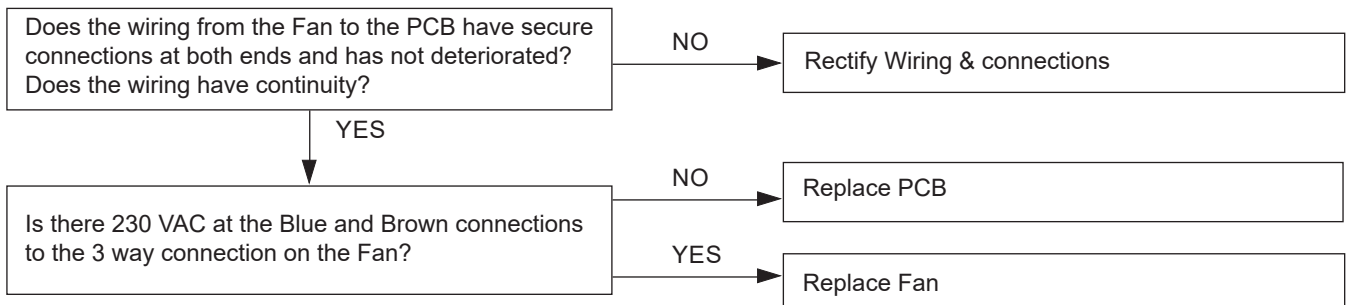 Does the wiring from the Fan to the PCB have secure
connections at both ends and has not deteriorated?
Does the wiring have continuity?
NO
Rectify Wiring & connections
YES
Is there 230 VAC at the Blue and Brown connections
to the 3 way connection on the Fan?
NO
Replace PCB
YES
Replace Fan